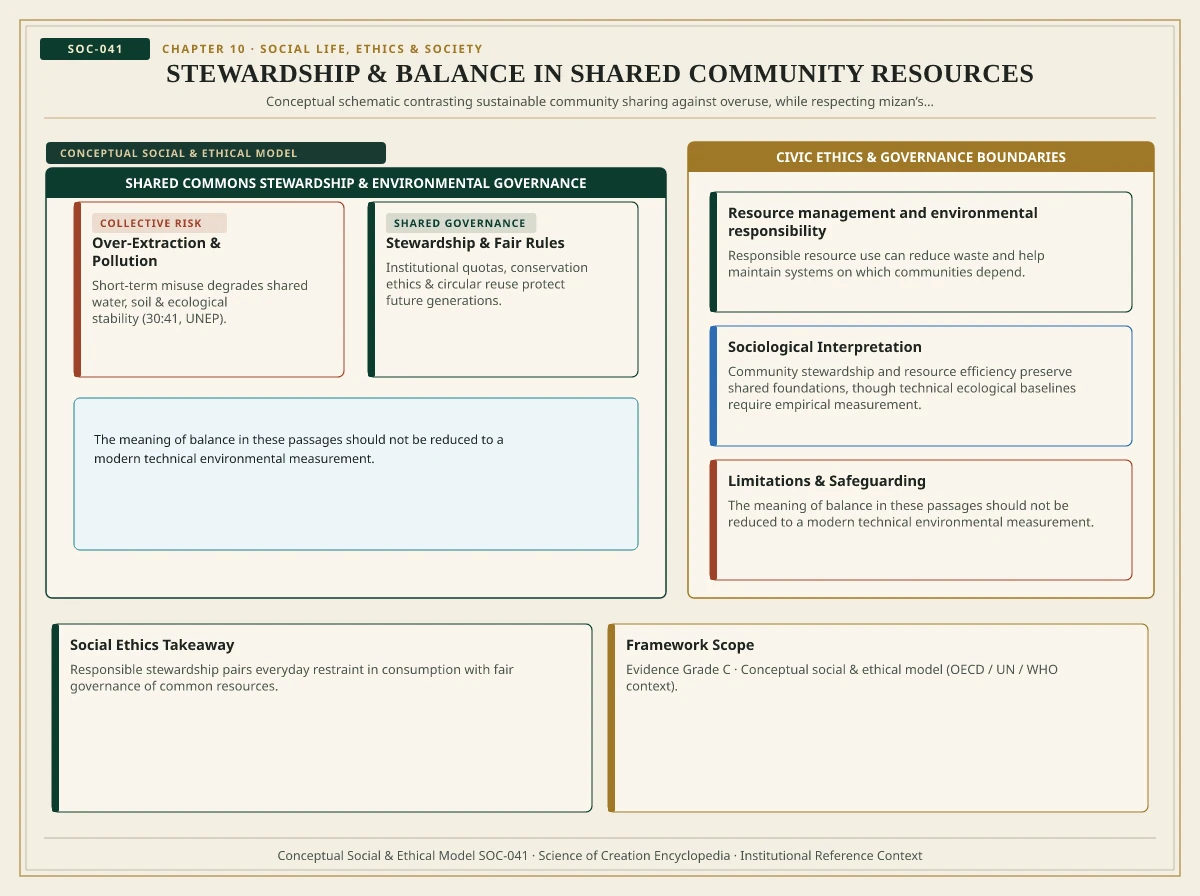 SOC-041
CHAPTER 10 · SOCIAL LIFE, ETHICS & SOCIETY
STEWARDSHIP & BALANCE IN SHARED COMMUNITY RESOURCES
Conceptual schematic contrasting sustainable community sharing against overuse, while respecting mizan's...
CONCEPTUAL SOCIAL & ETHICAL MODEL
SHARED COMMONS STEWARDSHIP & ENVIRONMENTAL GOVERNANCE
COLLECTIVE RISK
Over-Extraction &
Pollution
Short-term misuse degrades shared
water, soil & ecological
stability (30:41, UNEP).
SHARED GOVERNANCE
Stewardship & Fair Rules
Institutional quotas, conservation
ethics & circular reuse protect
future generations.
The meaning of balance in these passages should not be reduced to a
modern technical environmental measurement.
CIVIC ETHICS & GOVERNANCE BOUNDARIES
Resource management and environmental
responsibility
Responsible resource use can reduce waste and help
maintain systems on which communities depend.
Sociological Interpretation
Community stewardship and resource efficiency preserve
shared foundations, though technical ecological baselines
require empirical measurement.
Limitations & Safeguarding
The meaning of balance in these passages should not be
reduced to a modern technical environmental measurement.
Social Ethics Takeaway
Responsible stewardship pairs everyday restraint in consumption with fair
governance of common resources.
Framework Scope
Evidence Grade C · Conceptual social & ethical model (OECD / UN / WHO
context).
Conceptual Social & Ethical Model SOC-041 · Science of Creation Encyclopedia · Institutional Reference Context